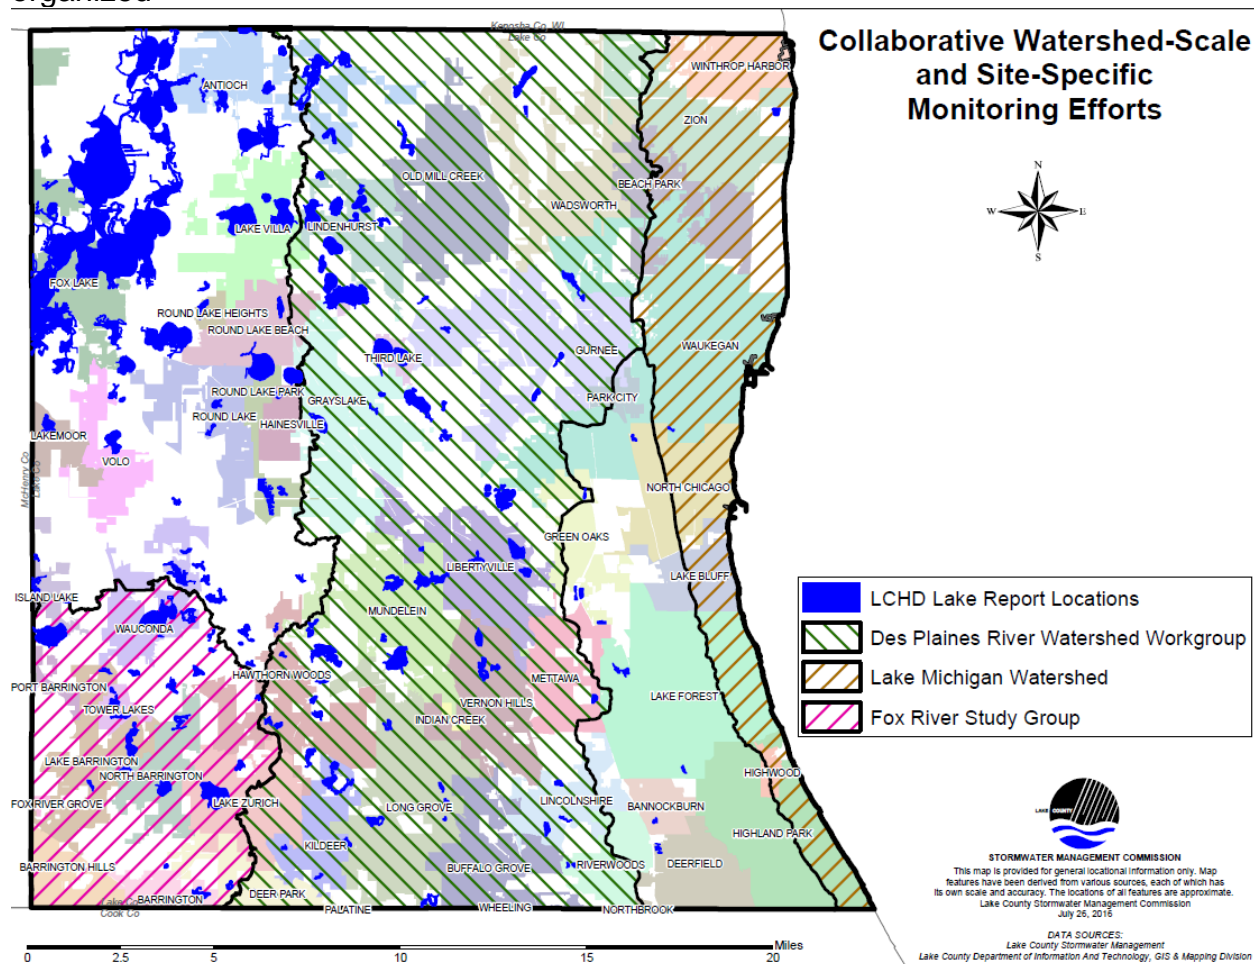 organized
Kenosha Co, WI
Lake Co
Collaborative Watershed-Scale
and Site-Specific
Monitoring Efforts
WINTHROP HARBOR
ANTIOCH
ZION
OLD MILL CREEK
BEACH PARK
WADSWORTH
LAKE VILLA
LINDENHURST
N
W
E
S
FOX LAKE
ROUND LAKE HEIGHTS
ROUND LAKE BEACH
WAUKEGAN
GURNEE
THIRD LAKE
ROUND LAKE PARK
GRAYSLAKE
PARK CITY
ROUND LAKE
HAINESVILLE
LAKEMOOR
VOLO
McHenry Co
Lake Co
NORTH CHICAGO
GREEN OAKS
LIBERTYVILLE
LAKE BLUFF
ISLAND LAKE
MUNDELEIN
WAUCONDA
LCHD Lake Report Locations
Des Plaines River Watershed Workgroup
Lake Michigan Watershed
Fox River Study Group
HAWTHORN WOODS
METTAWA
PORT BARRINGTON
LAKE FOREST
TOWER LAKES
VERNON HILLS
INDIAN CREEK
LAKE BARRINGTON
NORTH BARRINGTON
HIGHWOOD
FOX RIVER GROVE
LAKE ZURICH
LONG GROVE
LINCOLNSHIRE
BANNOCKBURN
HIGHLAND PARK
KILDEER
BARRINGTON HILLS
BUFFALO GROVE
RIVERWOODS
DEERFIELD
DEER PARK
BARRINGTON
Lake Co
Cook Co
PALATINE
WHEELING
NORTHBROOK
LAKE COUNTY
STORMWATER MANAGEMENT COMMISSION
This map is provided for general locational information only. Map
features have been derived from various sources, each of which has
its own scale and accuracy. The locations of all features are approximate.
Lake County Stormwater Management Commission
July 26, 2016
DATA SOURCES:
Lake County Stormwater Management
Lake County Department of Information And Technology, GIS & Mapping Division
Miles
0 2.5 5 10 15 20